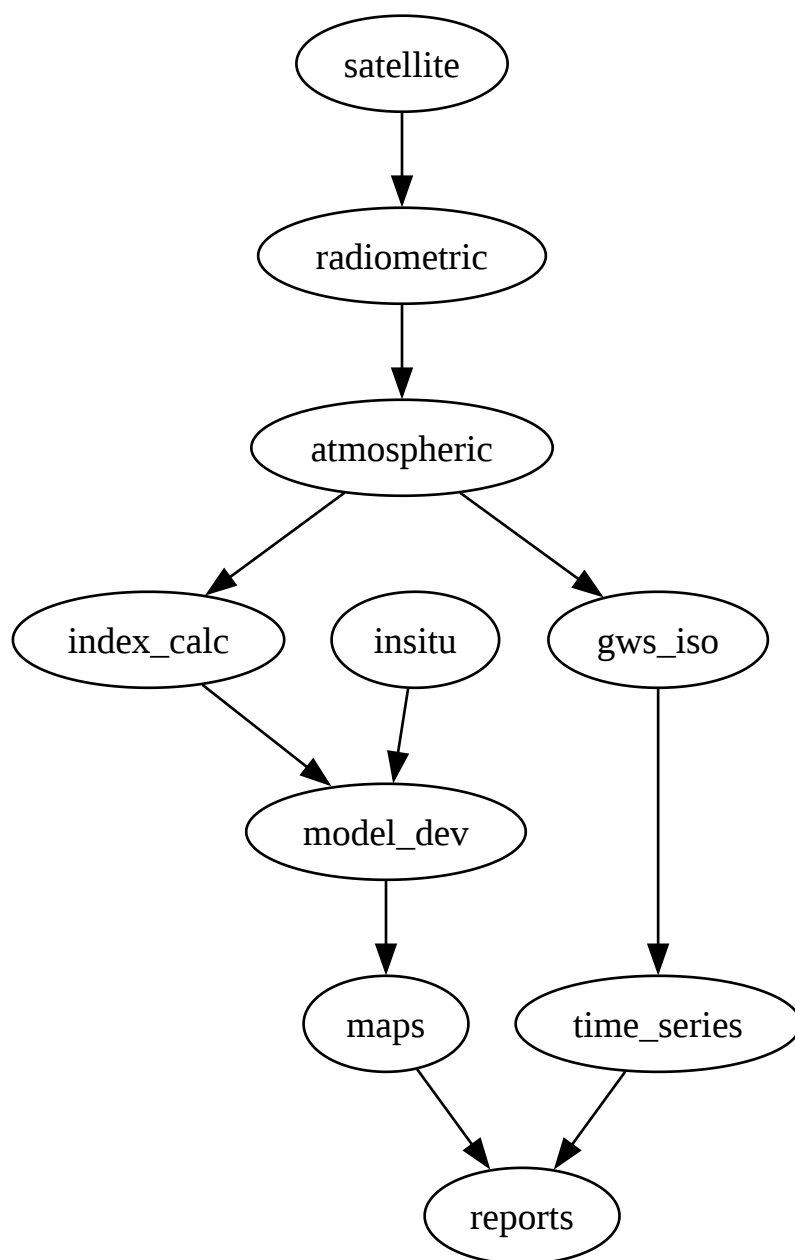 satellite
radiometric
atmospheric
index_calc
insitu
gws_iso
model_dev
maps
time_series
reports